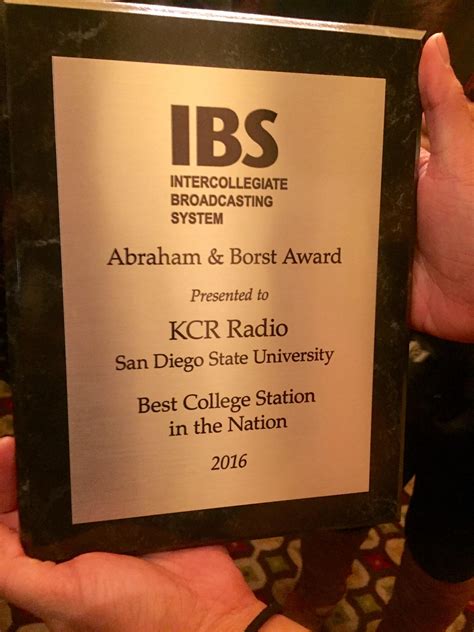 IBS
INTERCOLLEGIATE
BROADCASTING
SYSTEM
Abraham & Borst Award
Presented to
KCR Radio
San Diego State University
Best College Station
in the Nation
2016